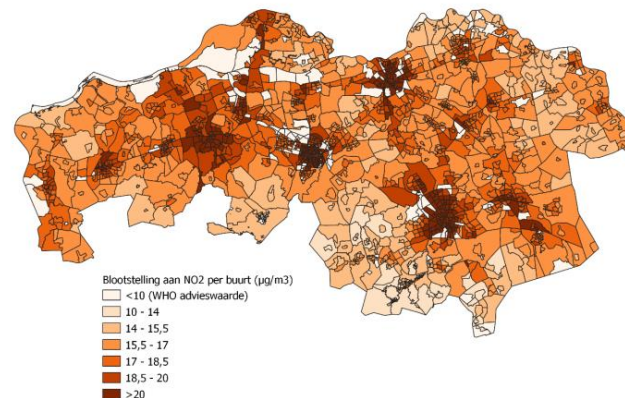 Blootstelling aan NO2 per buurt (µg/m3)
<10 (WHO advieswaarde)
10 - 14
14 - 15,5
15,5 - 17
17 - 18,5
18,5 - 20
>20